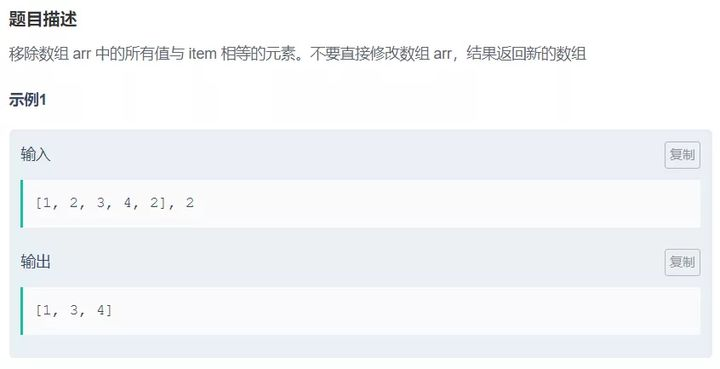 题目描述
移除数组 arr 中的所有值与 item 相等的元素。不要直接修改数组 arr，结果返回新的数组
示例1
输入
复制
[1, 2, 3, 4, 2], 2
输出
复制
[1, 3, 4]